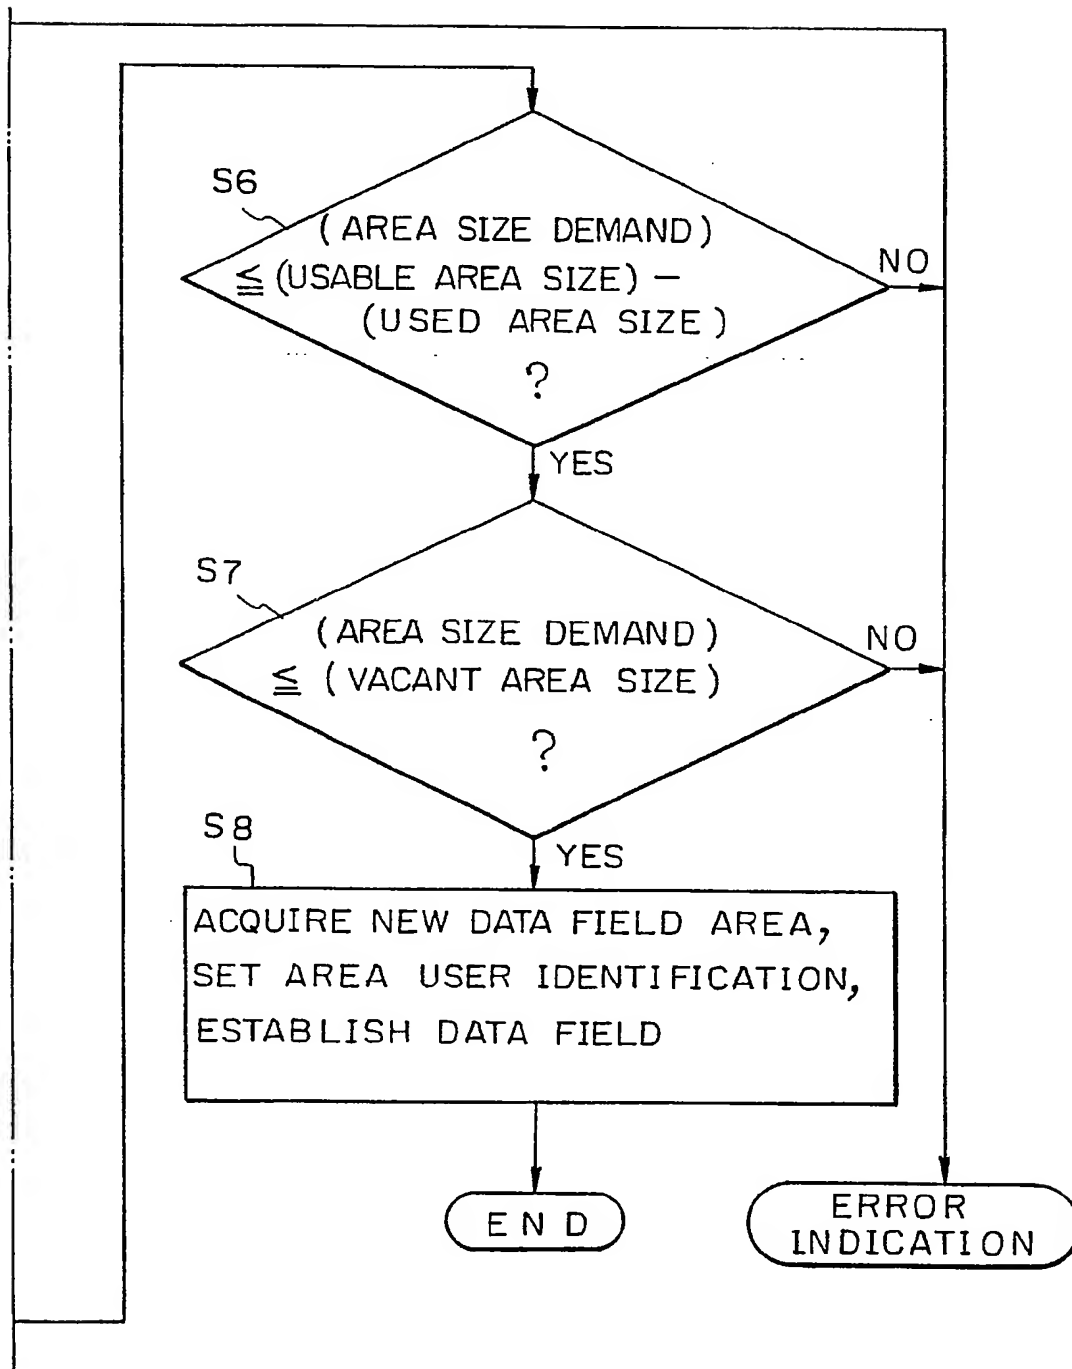 S6
(AREA SIZE DEMAND)
≦(USABLE AREA SIZE)−
(USED AREA SIZE)
?
NO
YES
S7
(AREA SIZE DEMAND)
≦(VACANT AREA SIZE)
?
NO
YES
S8
ACQUIRE NEW DATA FIELD AREA,
SET AREA USER IDENTIFICATION,
ESTABLISH DATA FIELD
END
ERROR
INDICATION